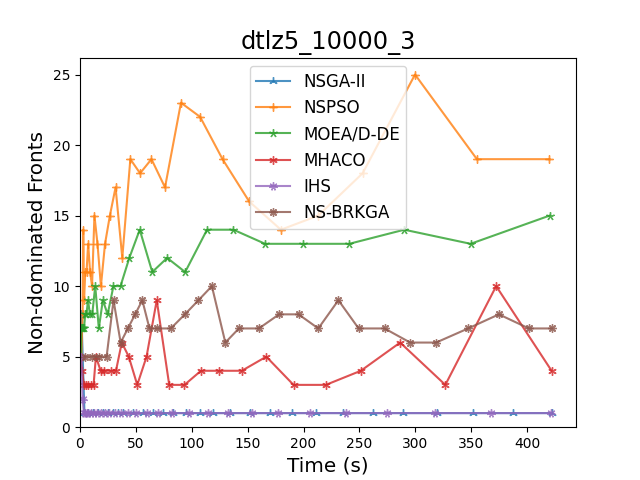 dtlz5_10000_3
Non-dominated Fronts
25
20
15
10
5
0
NSGA-II
NSPSO
MOEA/D-DE
MHACO
IHS
NS-BRKGA
0 50 100 150 200 250 300 350 400
Time (s)